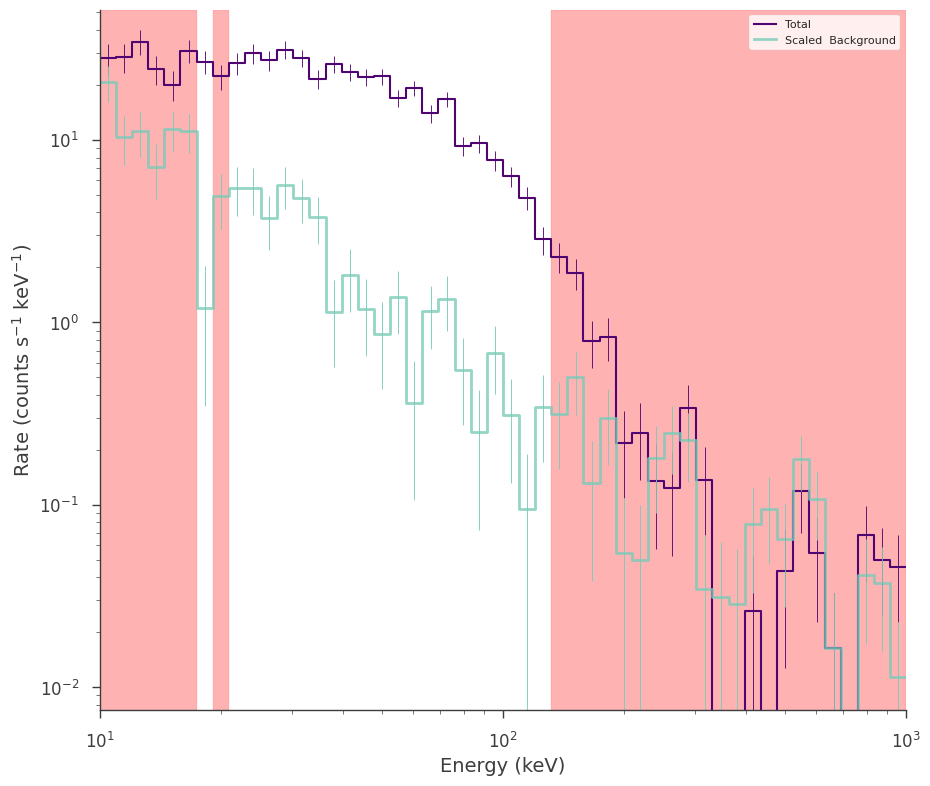 Total
Scaled  Background
Rate (counts s⁻¹ keV⁻¹)
10¹
10⁰
10⁻¹
10⁻²
10¹ 10² 10³
Energy (keV)